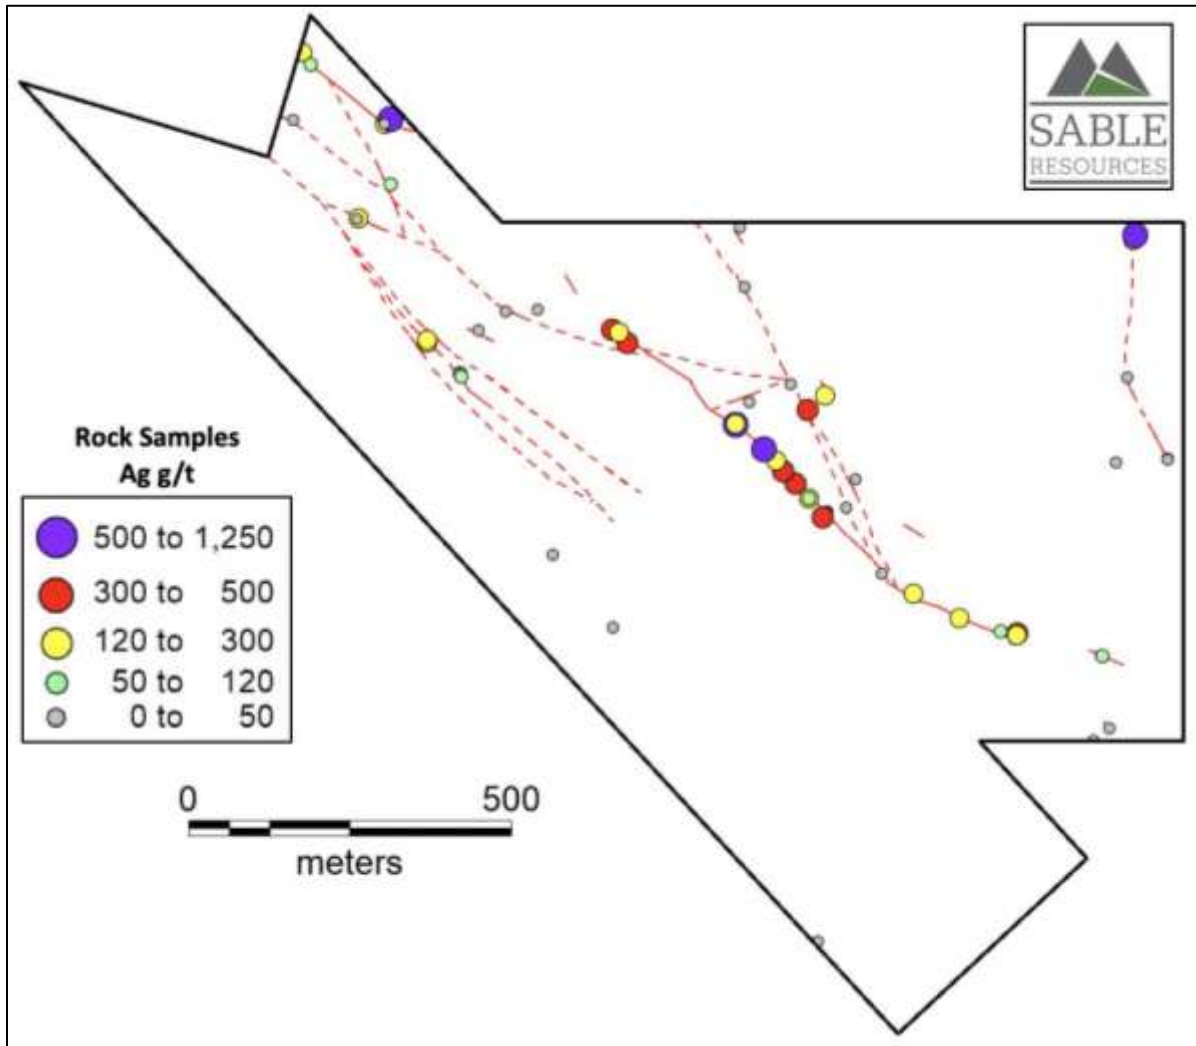 SABLE
RESOURCES
Rock Samples
Ag g/t
500 to 1,250
300 to 500
120 to 300
50 to 120
0 to 50
0 500
meters